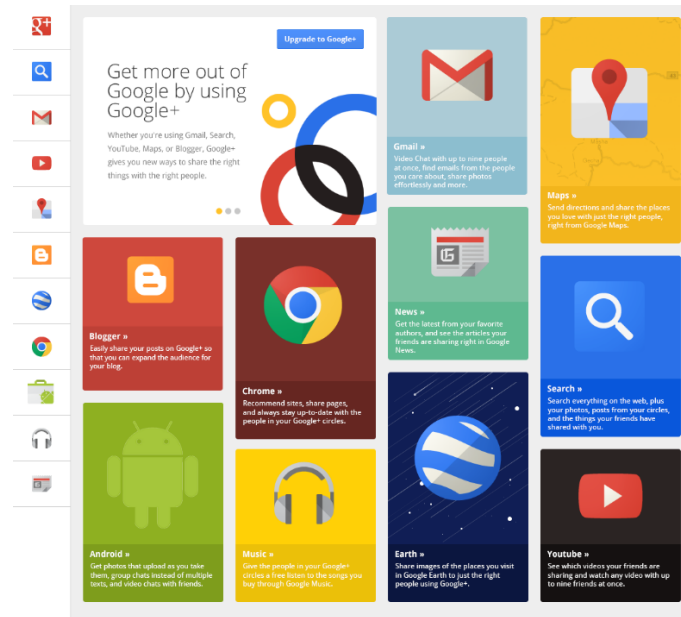 g+
Upgrade to Google+
Get more out of
Google by using
Google+
Whether you're using Gmail, Search,
YouTube, Maps, or Blogger, Google+
gives you new ways to share the right
things with the right people.
Gmail »
Video Chat with up to nine people
at once, find emails from the people
you care about, share photos
effortlessly and more.
Maps »
Send directions and share the places
you love with just the right people,
right from Google Maps.
Blogger »
Easily share your posts on Google+ so
that you can expand the audience for
your blog.
Chrome »
Recommend sites, share pages,
and always stay up-to-date with the
people in your Google+ circles.
G
News »
Get the latest from your favorite
authors, and see the articles your
friends are sharing right in Google
News.
Search »
Search everything on the web, plus
your photos, posts from your circles,
and the things your friends have
shared with you.
Android »
Get photos that upload as you take
them, group chats instead of multiple
texts, and video chats with friends.
Music »
Give the people in your Google+
circles a free listen to the songs you
buy through Google Music.
Earth »
Share images of the places you visit
in Google Earth to just the right
people using Google+.
Youtube »
See which videos your friends are
sharing and watch any video with up
to nine friends at once.